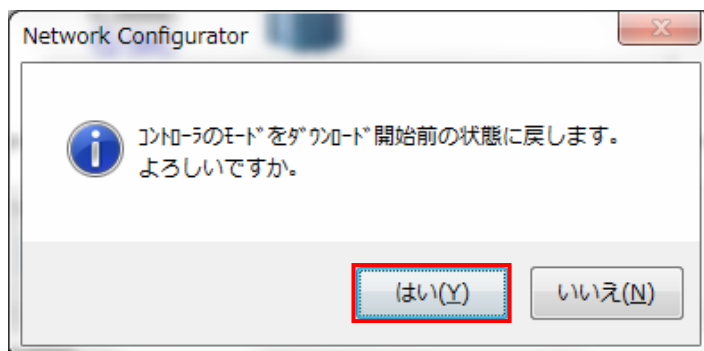 Network Configurator
ｺﾝﾄﾛｰﾗのﾓｰﾄﾞをﾀﾞｳﾝﾛｰﾄﾞ開始前の状態に戻します。
よろしいですか。
はい(Y)
いいえ(N)